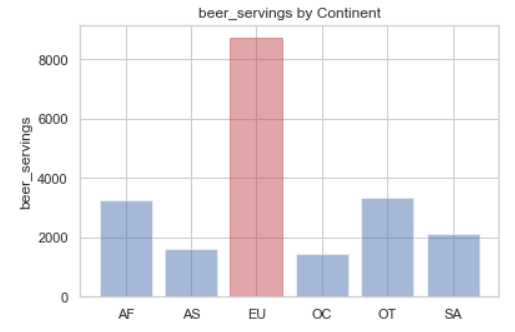 beer_servings by Continent
beer_servings
8000
6000
4000
2000
0
AF AS EU OC OT SA